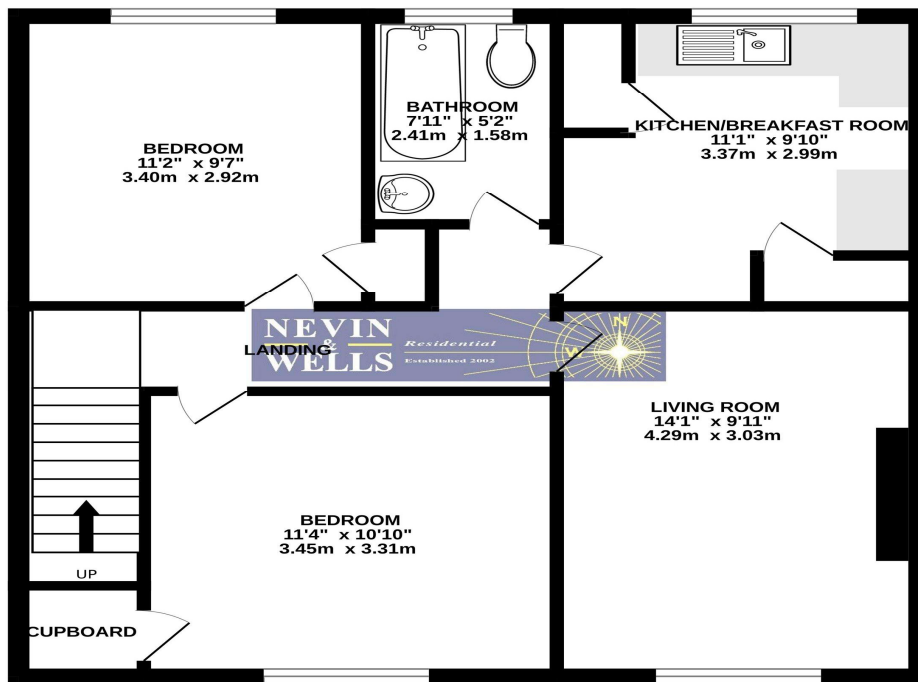 BATHROOM
7'11" x 5'2"
2.41m x 1.58m
KITCHEN/BREAKFAST ROOM
11'1" x 9'10"
3.37m x 2.99m
BEDROOM
11'2" x 9'7"
3.40m x 2.92m
NEVIN
&
WELLS
Residential
Established 2002
N
W
LANDING
LIVING ROOM
14'1" x 9'11"
4.29m x 3.03m
BEDROOM
11'4" x 10'10"
3.45m x 3.31m
UP
CUPBOARD